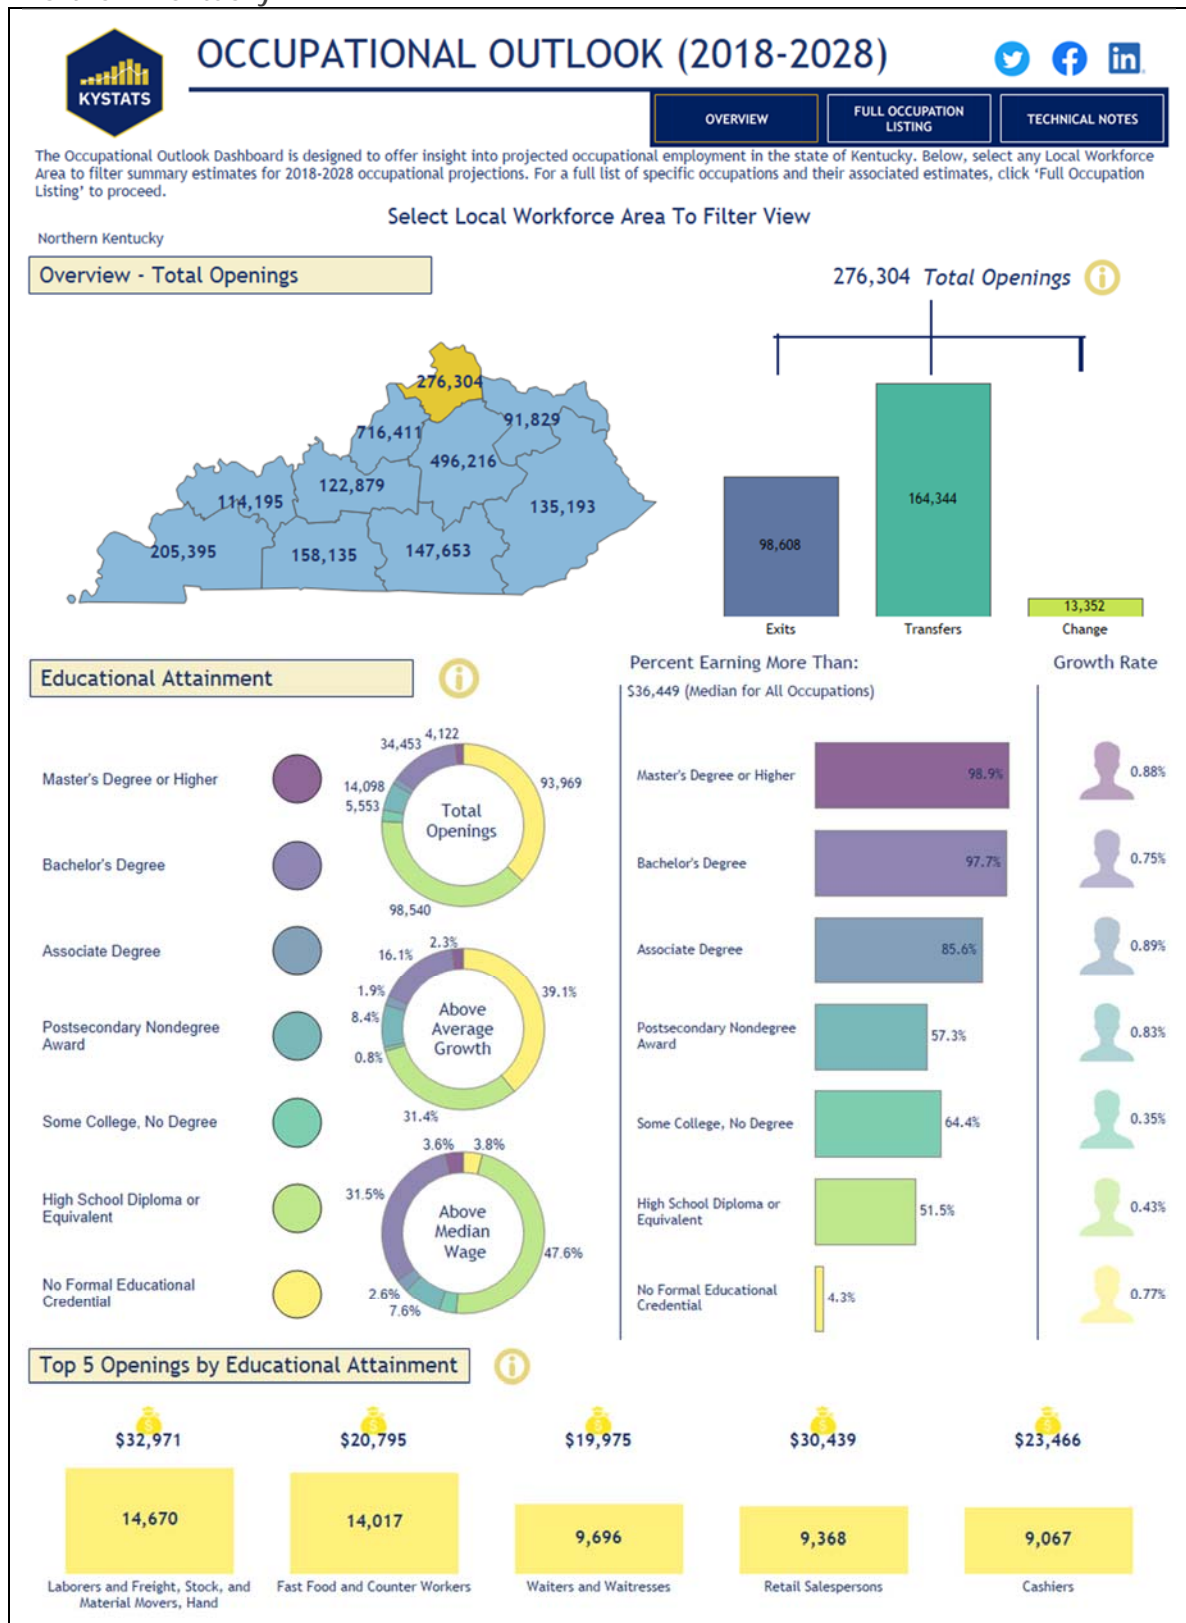 KYSTATS
OCCUPATIONAL OUTLOOK (2018-2028)
in
OVERVIEW
FULL OCCUPATION
LISTING
TECHNICAL NOTES
The Occupational Outlook Dashboard is designed to offer insight into projected occupational employment in the state of Kentucky. Below, select any Local Workforce
Area to filter summary estimates for 2018-2028 occupational projections. For a full list of specific occupations and their associated estimates, click ‘Full Occupation
Listing’ to proceed.
Select Local Workforce Area To Filter View
Northern Kentucky
Overview - Total Openings
276,304 Total Openings
276,304
91,829
716,411
496,216
122,879
114,195
135,193
205,395
158,135
147,653
98,608
164,344
13,352
Exits
Transfers
Change
Educational Attainment
Percent Earning More Than:
$36,449 (Median for All Occupations)
Growth Rate
Master's Degree or Higher
Bachelor's Degree
Associate Degree
Postsecondary Nondegree
Award
Some College, No Degree
High School Diploma or
Equivalent
No Formal Educational
Credential
4,122
34,453
14,098
5,553
93,969
98,540
Total
Openings
2.3%
16.1%
1.9%
8.4%
0.8%
39.1%
31.4%
Above
Average
Growth
3.6%
3.8%
31.5%
47.6%
2.6%
7.6%
Above
Median
Wage
Master's Degree or Higher
98.9%
0.88%
Bachelor's Degree
97.7%
0.75%
Associate Degree
85.6%
0.89%
Postsecondary Nondegree
Award
57.3%
0.83%
Some College, No Degree
64.4%
0.35%
High School Diploma or
Equivalent
51.5%
0.43%
No Formal Educational
Credential
4.3%
0.77%
Top 5 Openings by Educational Attainment
$32,971
$20,795
$19,975
$30,439
$23,466
14,670
14,017
9,696
9,368
9,067
Laborers and Freight, Stock, and
Material Movers, Hand
Fast Food and Counter Workers
Waiters and Waitresses
Retail Salespersons
Cashiers